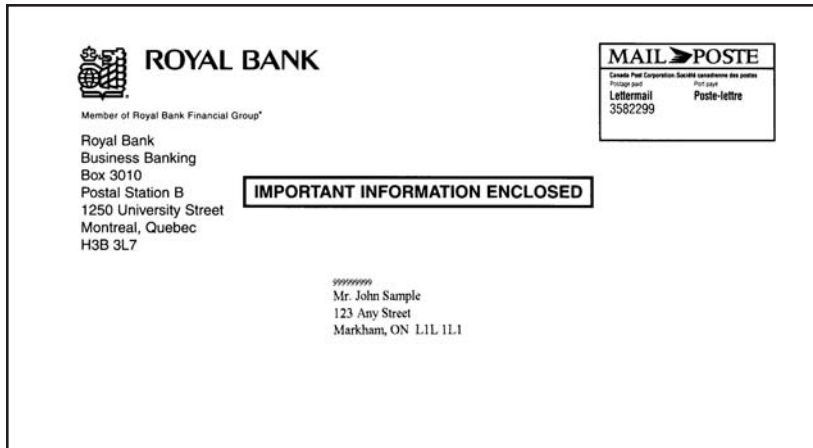 ROYAL BANK
Member of Royal Bank Financial Group*
MAIL POSTE
Canada Post Corporation Société canadienne des postes
Postage paid Port payé
Lettermail Poste-lettre
3582299
Royal Bank
Business Banking
Box 3010
Postal Station B
1250 University Street
Montreal, Quebec
H3B 3L7
IMPORTANT INFORMATION ENCLOSED
999999999
Mr. John Sample
123 Any Street
Markham, ON L1L 1L1